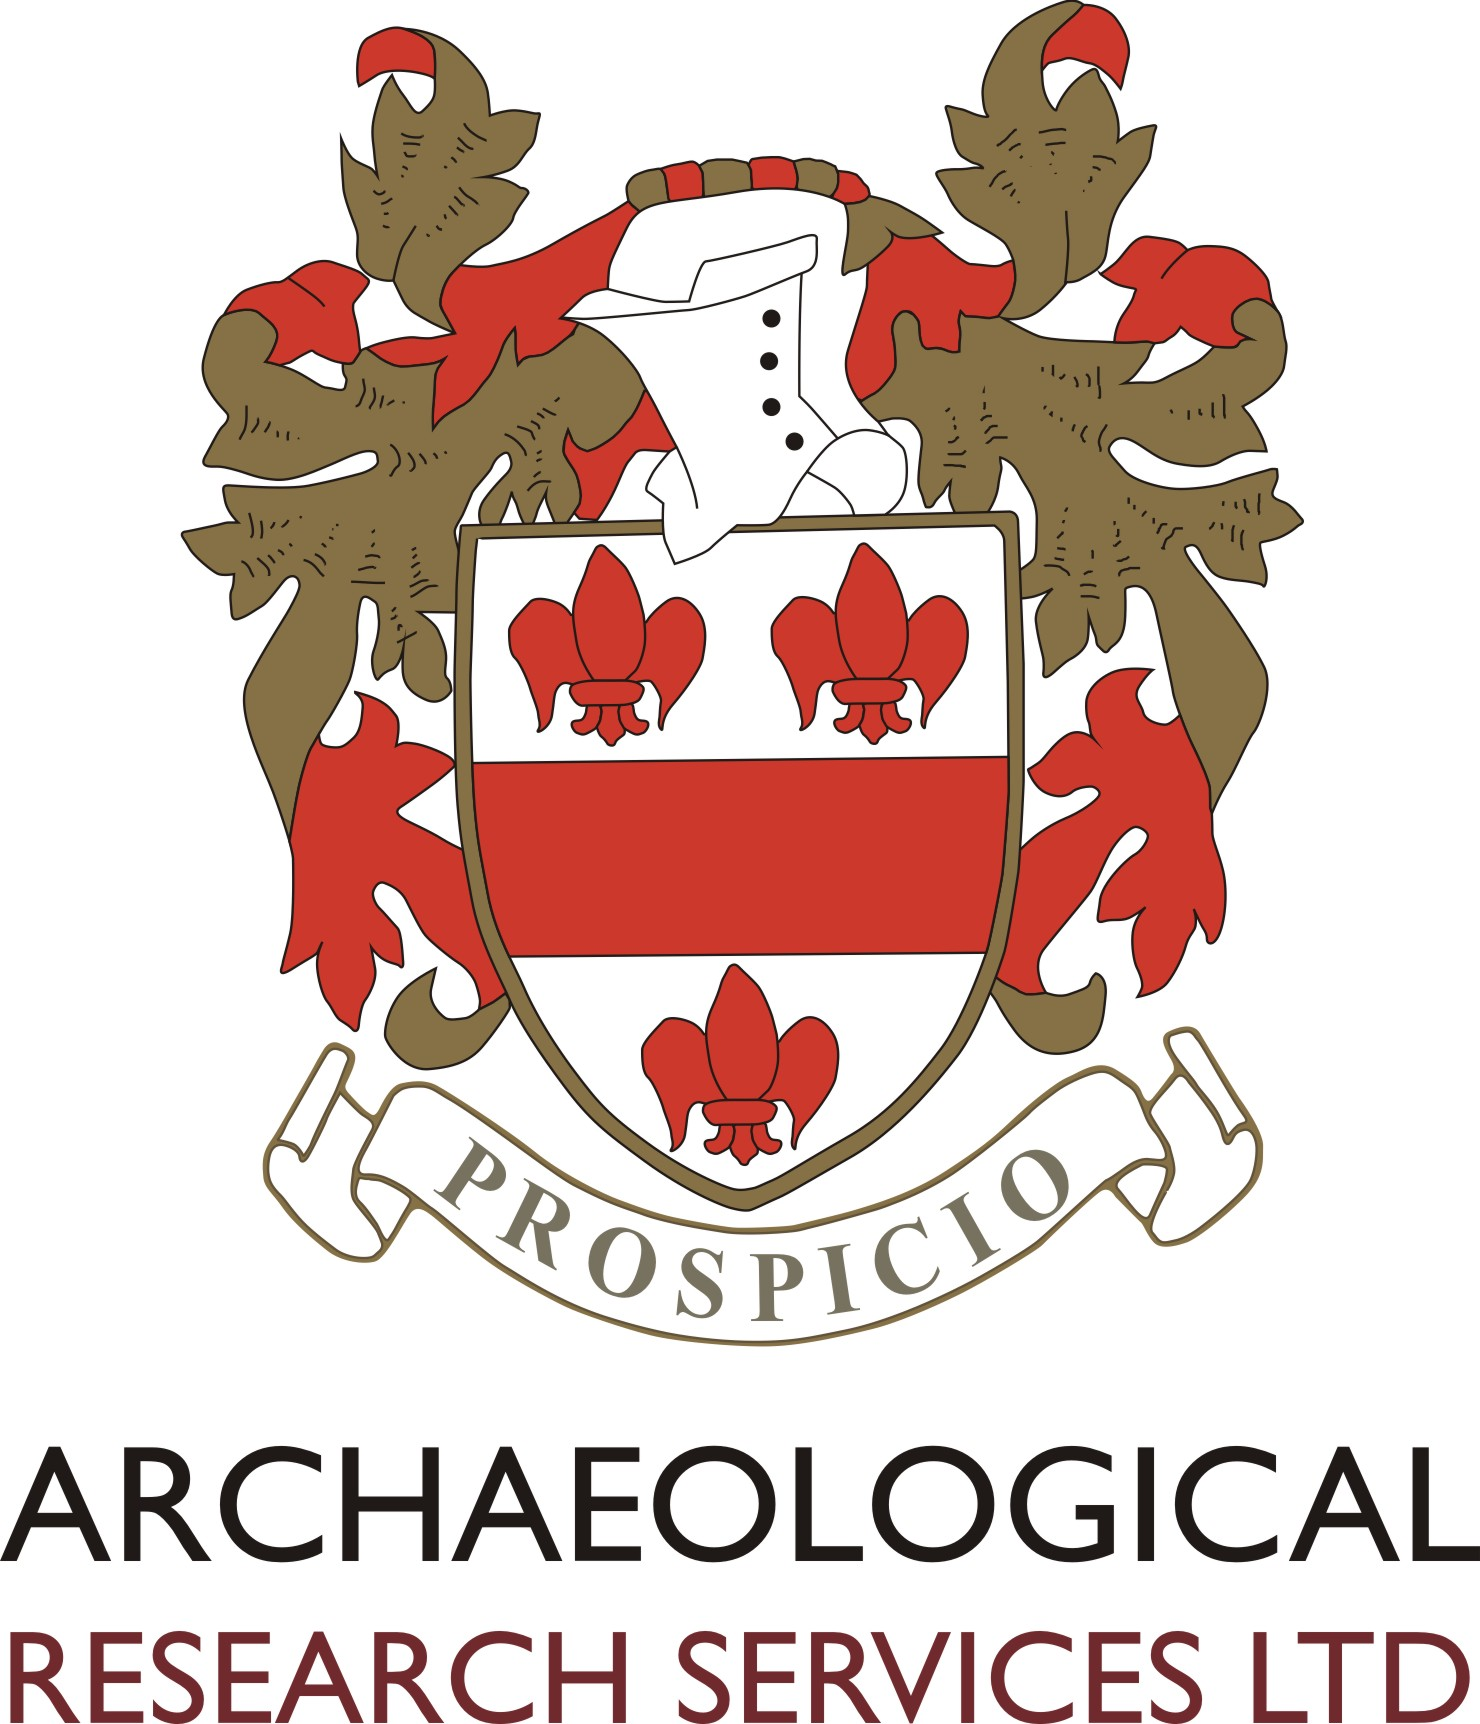 PROSPICIO
ARCHAEOLOGICAL
RESEARCH SERVICES LTD